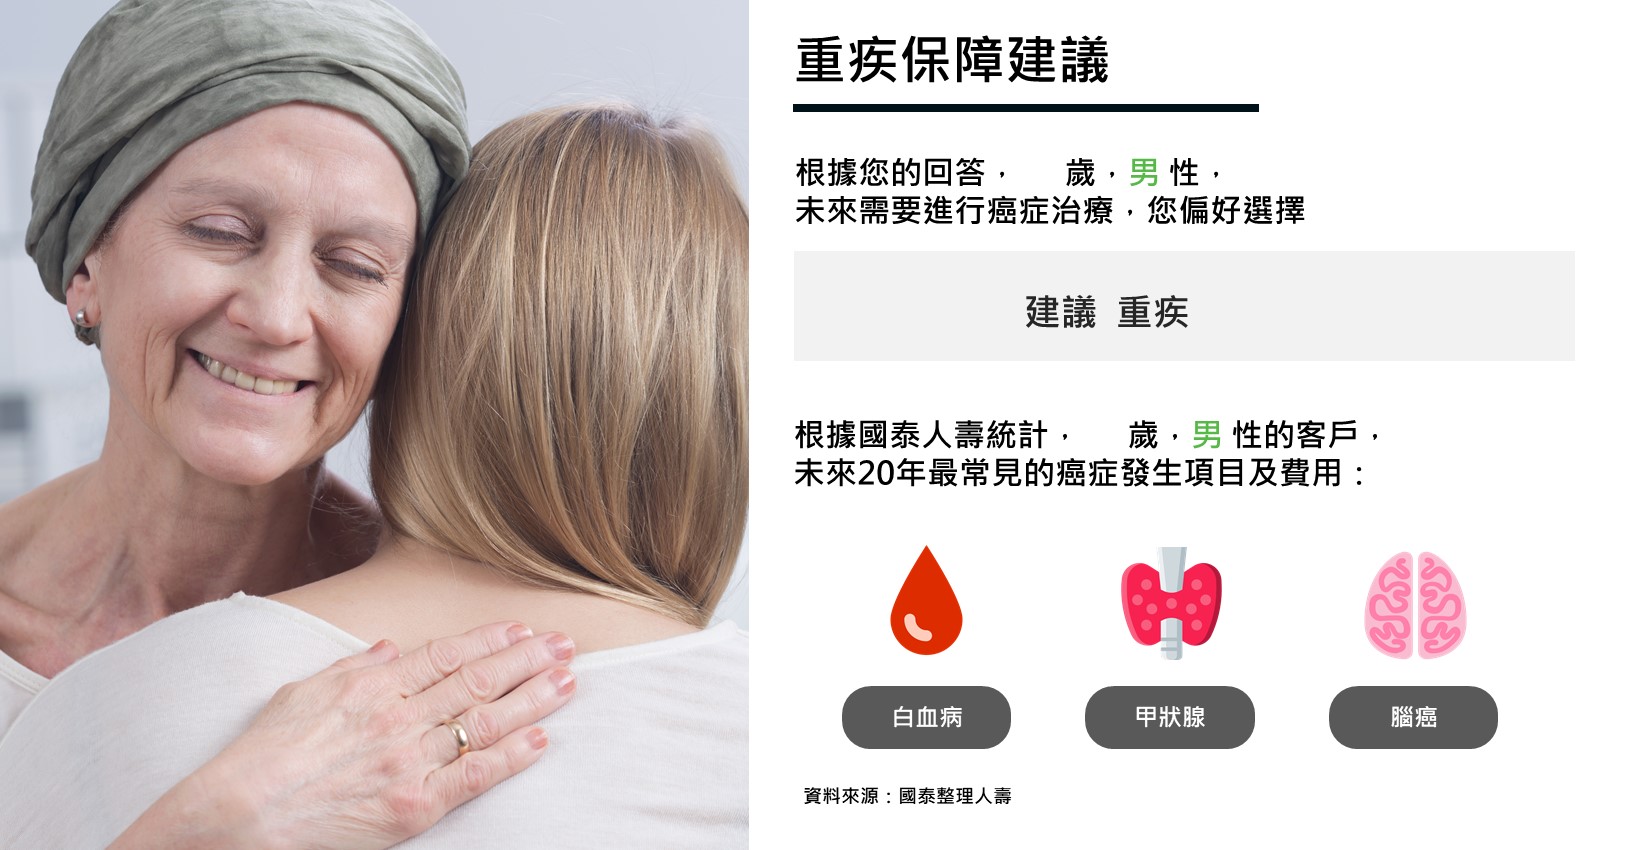 重疾保障建議
根據您的回答， 歲，男 性，
未來需要進行癌症治療，您偏好選擇
建議 重疾
根據國泰人壽統計， 歲，男 性的客戶，
未來20年最常見的癌症發生項目及費用：
白血病 甲狀腺 腦癌
資料來源：國泰整理人壽